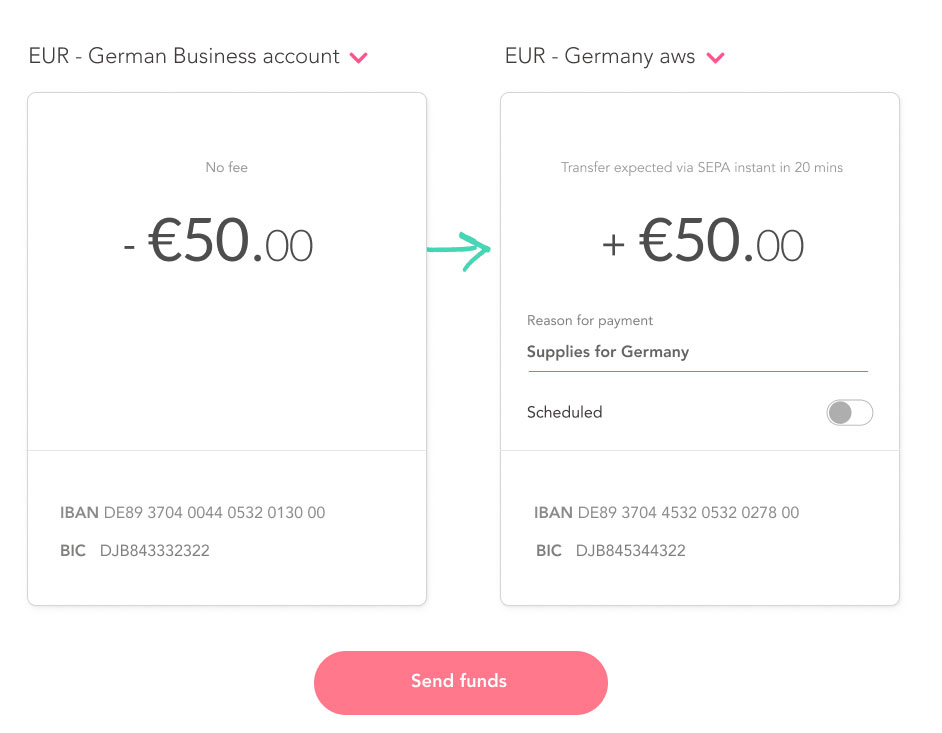 EUR - German Business account
No fee
- €50.00
IBAN DE89 3704 0044 0532 0130 00
BIC DJB843332322
EUR - Germany aws
Transfer expected via SEPA instant in 20 mins
+ €50.00
Reason for payment
Supplies for Germany
Scheduled
IBAN DE89 3704 4532 0532 0278 00
BIC DJB845344322
Send funds